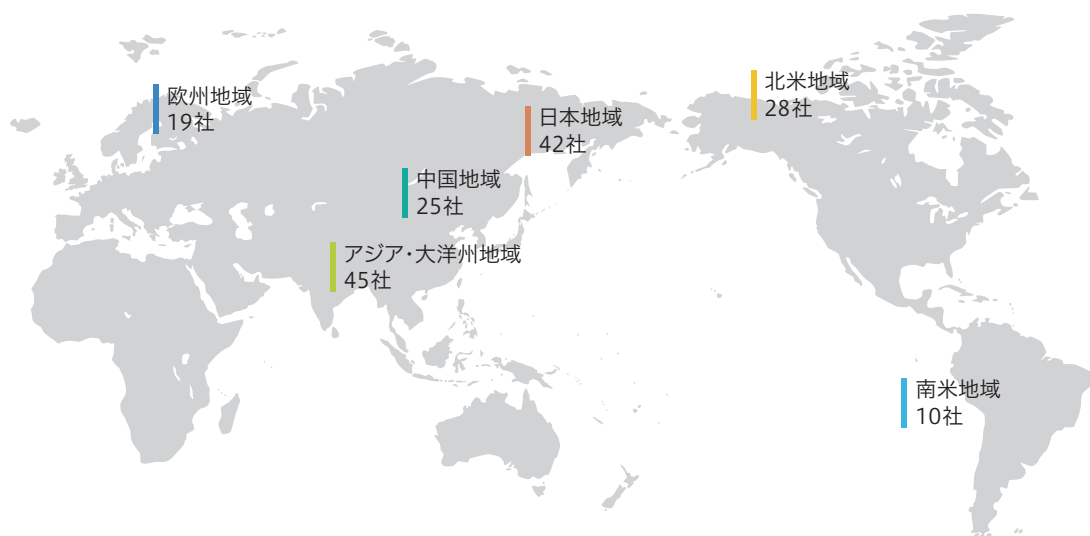 欧州地域
19社
北米地域
28社
日本地域
42社
中国地域
25社
アジア・大洋州地域
45社
南米地域
10社